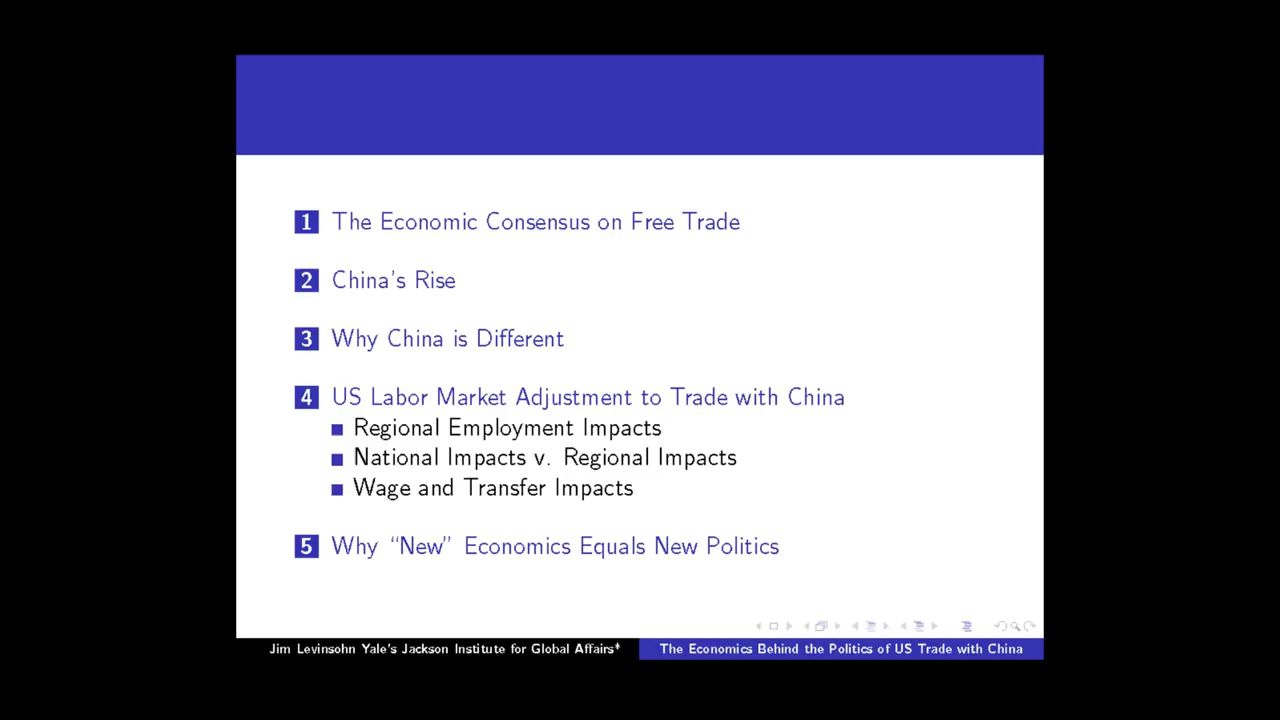 1 The Economic Consensus on Free Trade
2 China's Rise
3 Why China is Different
4 US Labor Market Adjustment to Trade with China
Regional Employment Impacts
National Impacts v. Regional Impacts
Wage and Transfer Impacts
5 Why “New” Economics Equals New Politics
Jim Levinsohn Yale's Jackson Institute for Global Affairs*
The Economics Behind the Politics of US Trade with China